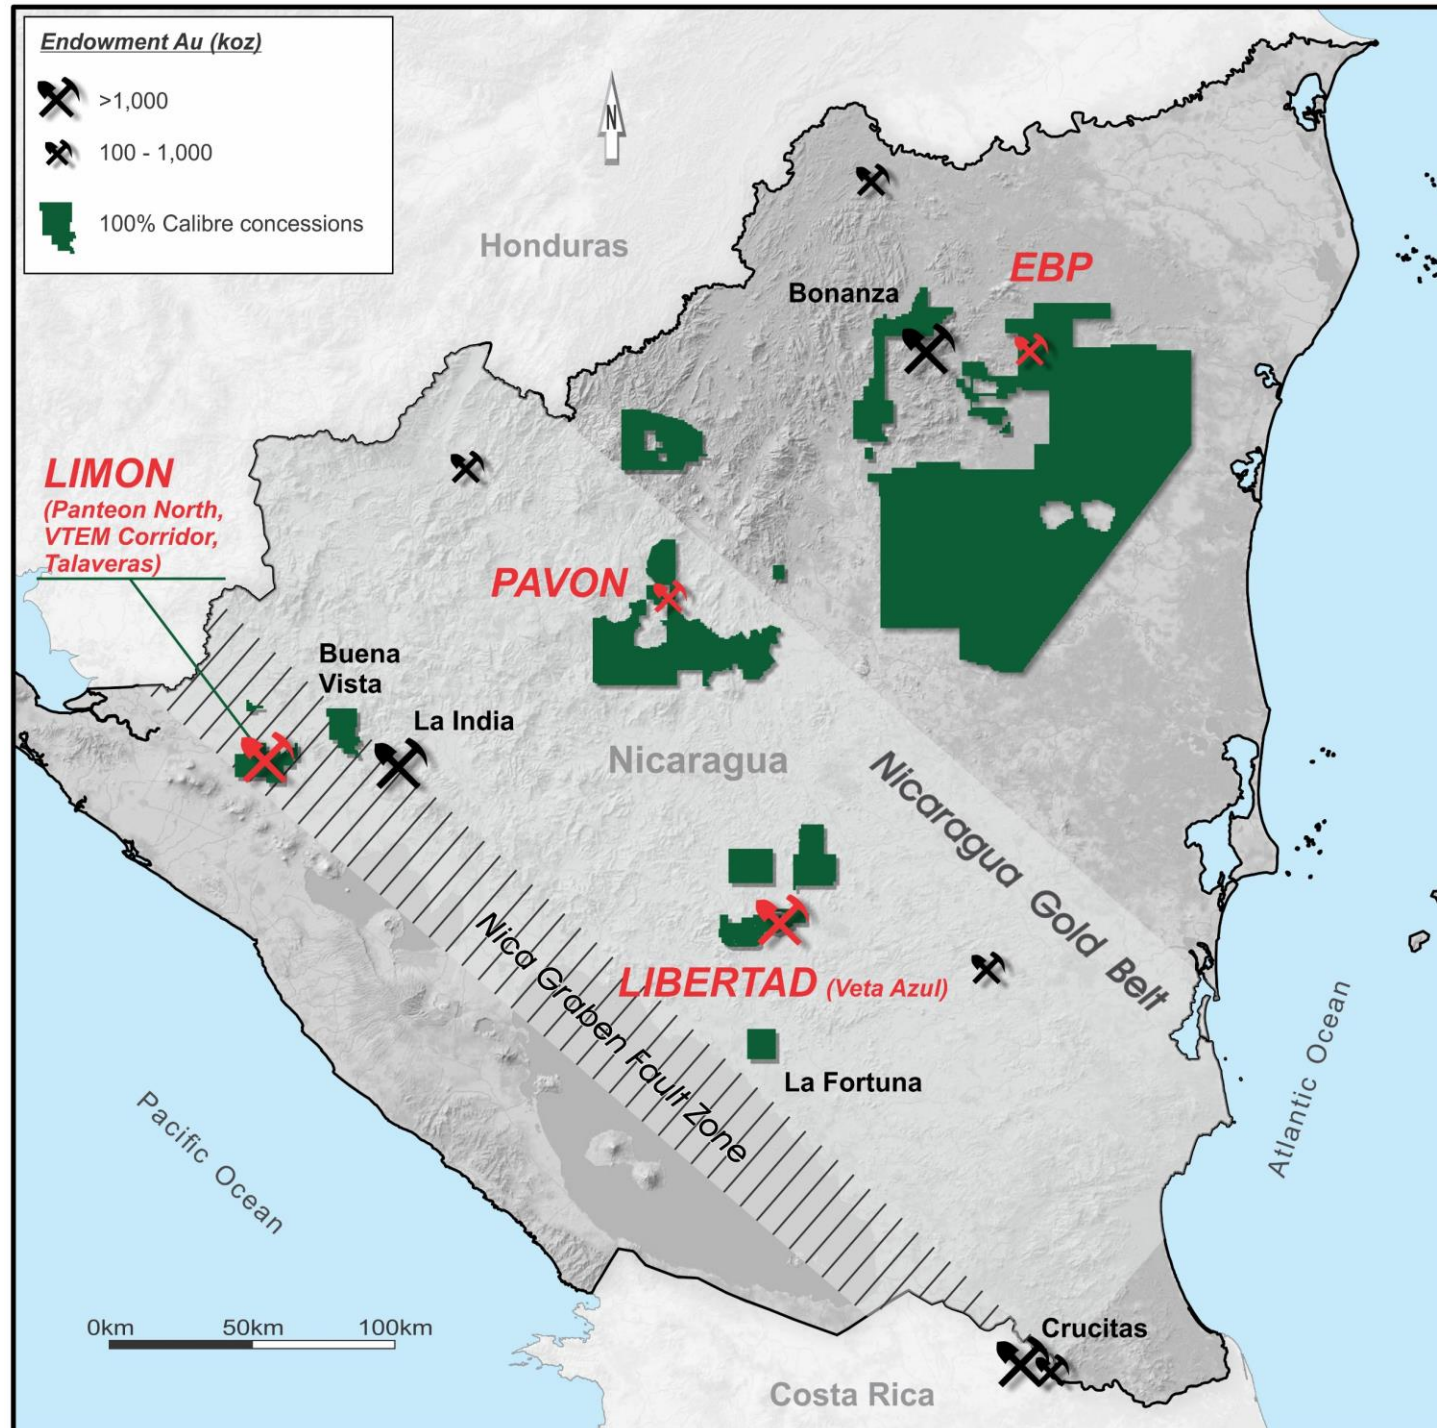 Endowment Au (koz)
>1,000
100 - 1,000
100% Calibre concessions
N
Honduras
EBP
Bonanza
LIMON
(Panteon North,
VTEM Corridor,
Talaveras)
PAVON
Buena
Vista
La India
Nicaragua
Nicaragua Gold Belt
Nica Graben Fault Zone
LIBERTAD (Veta Azul)
La Fortuna
Pacific Ocean
Atlantic Ocean
0km 50km 100km
Crucitas
Costa Rica